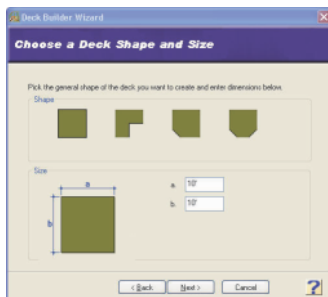 Deck Builder Wizard
Choose a Deck Shape and Size
Pick the general shape of the deck you want to create and enter dimensions below.
Shape
Size
a
b
a: 10'
b: 10'
< Back Next > Cancel ?